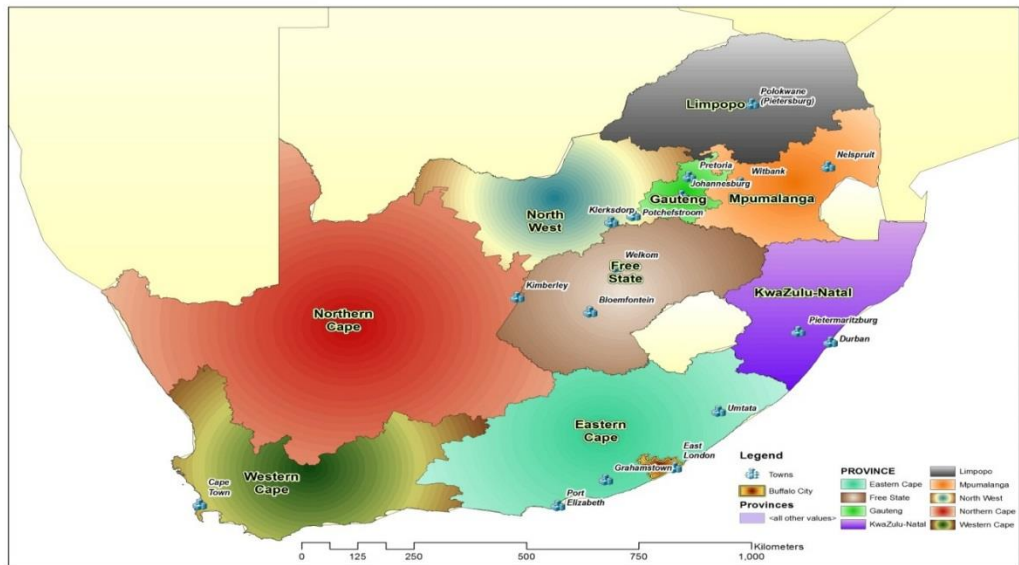 Polokwane
(Pietersburg)
Limpopo
Nelspruit
Pretoria
Witbank
Johannesburg
Gauteng
Mpumalanga
North
West
Klerksdorp
Potchefstroom
Welkom
Free
State
Kimberley
Bloemfontein
KwaZulu-Natal
Northern
Cape
Pietermaritzburg
Durban
Umtata
Eastern
Cape
East
London
Grahamstown
Port
Elizabeth
Western
Cape
Cape
Town
Legend
Towns
Buffalo City
Provinces
<all other values>
PROVINCE
Eastern Cape
Free State
Gauteng
KwaZulu-Natal
Limpopo
Mpumalanga
North West
Northern Cape
Western Cape
Kilometers
0 125 250 500 750 1,000